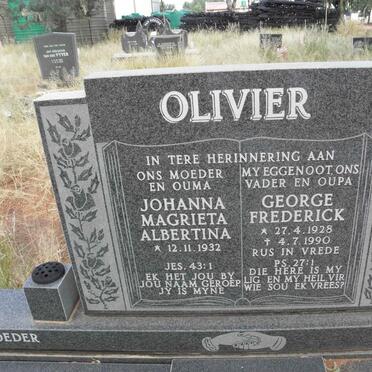 OLIVIER
IN TERE HERINNERING AAN
ONS MOEDER
EN OUMA
JOHANNA
MAGRIETA
ALBERTINA
* 12.11.1932
JES. 43:1
EK HET JOU BY
JOU NAAM GEROEP
JY IS MYNE
MY EGGENOOT, ONS
VADER EN OUPA
GEORGE
FREDERICK
* 27.4.1928
+ 4.7.1990
RUS IN VREDE
PS. 27:1
DIE HERE IS MY
LIG EN MY HEIL VIR
WIE SOU EK VREES?
OEDER